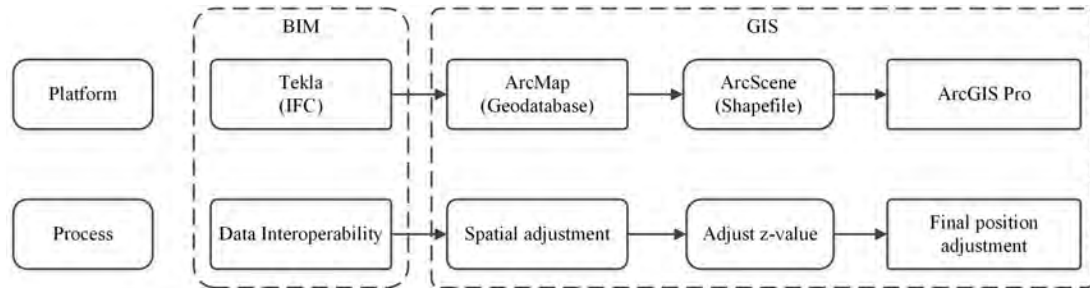 BIM
GIS
Platform
Tekla
(IFC)
ArcMap
(Geodatabase)
ArcScene
(Shapefile)
ArcGIS Pro
Process
Data Interoperability
Spatial adjustment
Adjust z-value
Final position
adjustment